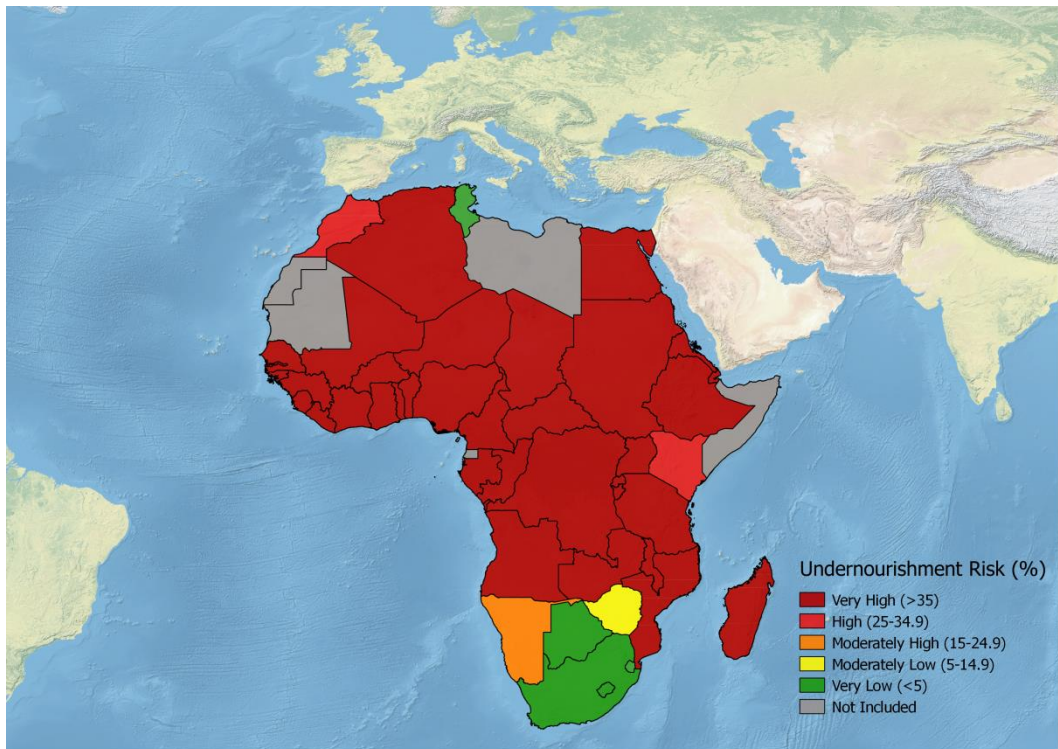 Undernourishment Risk (%)
Very High (>35)
High (25-34.9)
Moderately High (15-24.9)
Moderately Low (5-14.9)
Very Low (<5)
Not Included